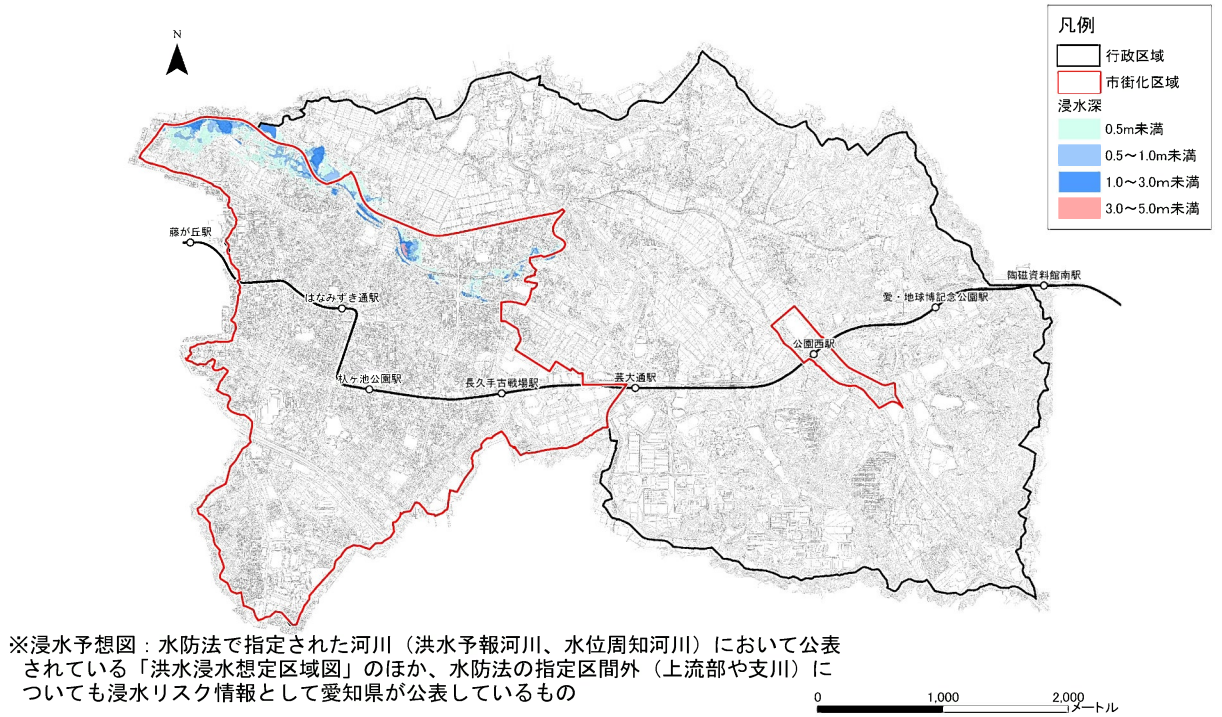 凡例
行政区域
市街化区域
浸水深
0.5m未満
0.5～1.0m未満
1.0～3.0m未満
3.0～5.0m未満
N
藤が丘駅
はなみずき通駅
杁ヶ池公園駅
長久手古戦場駅
芸大通駅
公園西駅
愛・地球博記念公園駅
陶磁資料館南駅
※浸水予想図：水防法で指定された河川（洪水予報河川、水位周知河川）において公表
されている「洪水浸水想定区域図」のほか、水防法の指定区間外（上流部や支川）に
ついても浸水リスク情報として愛知県が公表しているもの
0 1,000 2,000
メートル